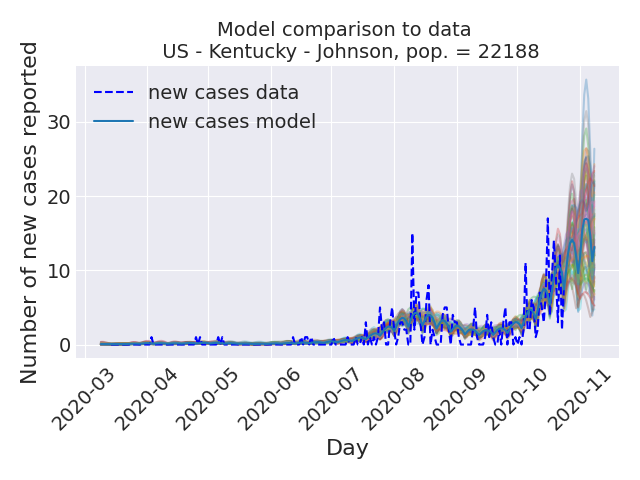 Model comparison to data
US - Kentucky - Johnson, pop. = 22188
Number of new cases reported
new cases data
new cases model
30
20
10
0
2020-03
2020-04
2020-05
2020-06
2020-07
2020-08
2020-09
2020-10
2020-11
Day